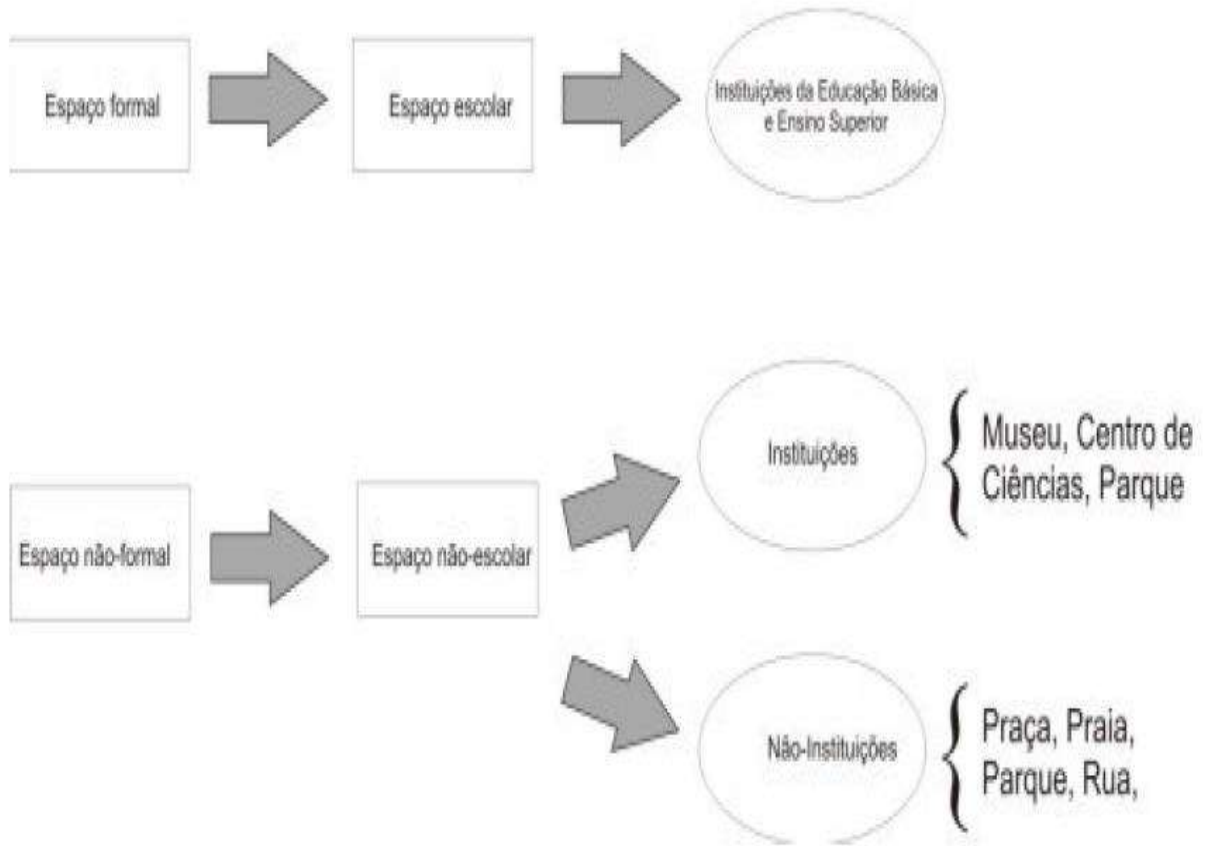 Espaço formal
Espaço escolar
Instituições da Educação Básica
e Ensino Superior
Espaço não-formal
Espaço não-escolar
Instituições
Museu, Centro de
Ciências, Parque
Não-Instituições
Praça, Praia,
Parque, Rua,